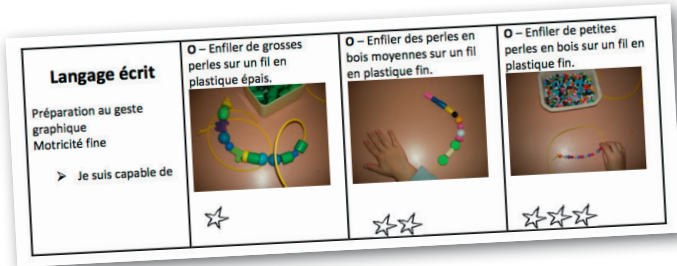 Langage écrit
Préparation au geste
graphique
Motricité fine
➤ Je suis capable de
O – Enfiler de grosses
perles sur un fil en
plastique épais.
O – Enfiler des perles en
bois moyennes sur un fil
en plastique fin.
O – Enfiler de petites
perles en bois sur un fil en
plastique fin.